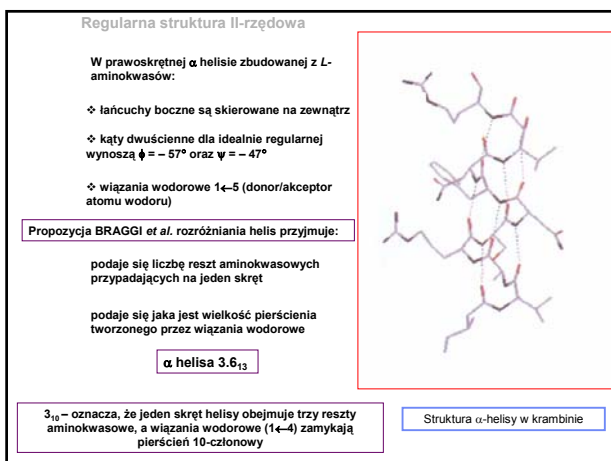 Regularna struktura II-rzędowa
W prawoskrętnej α helisie zbudowanej z L-
aminokwasów:
❖ łańcuchy boczne są skierowane na zewnątrz
❖ kąty dwuścienne dla idealnie regularnej
wynoszą ϕ = – 57° oraz ψ = – 47°
❖ wiązania wodorowe 1←5 (donor/akceptor
atomu wodoru)
Propozycja BRAGGI et al. rozróżniania helis przyjmuje:
podaje się liczbę reszt aminokwasowych
przypadających na jeden skręt
podaje się jaka jest wielkość pierścienia
tworzonego przez wiązania wodorowe
α helisa 3.6₁₃
3₁₀ – oznacza, że jeden skręt helisy obejmuje trzy reszty
aminokwasowe, a wiązania wodorowe (1←4) zamykają
pierścień 10-członowy
Struktura α-helisy w krambinie